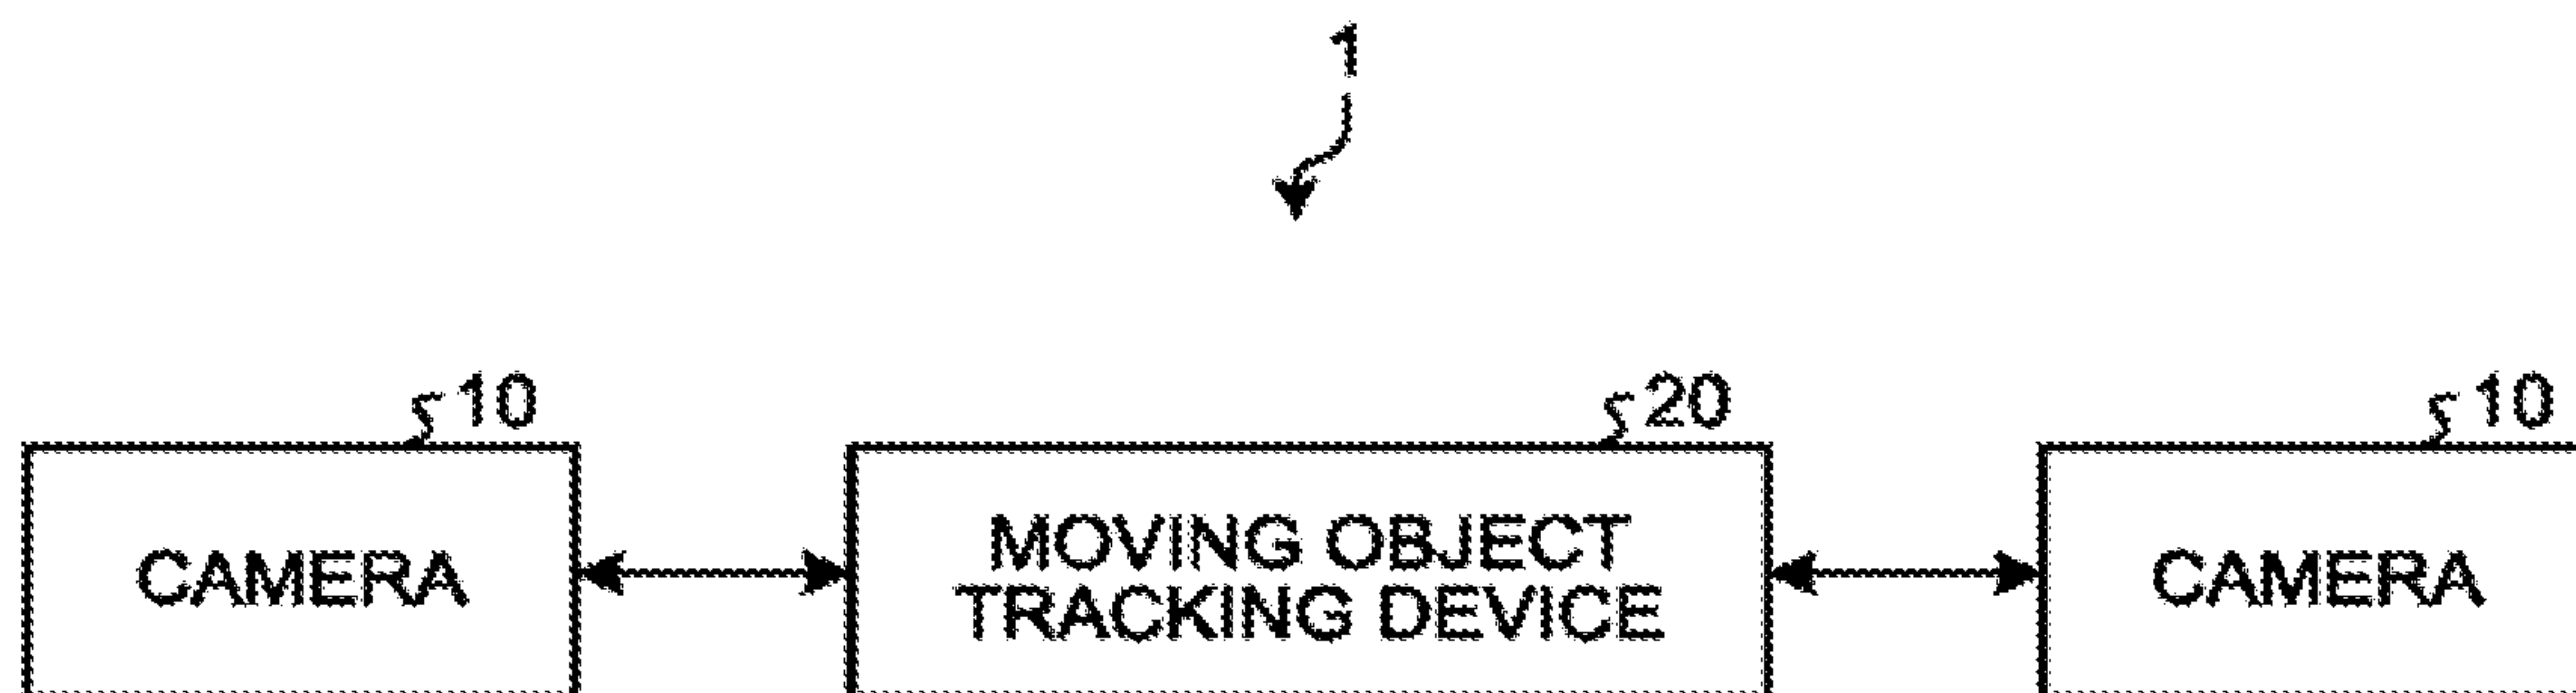 1
10
20
10
CAMERA
MOVING OBJECT
TRACKING DEVICE
CAMERA